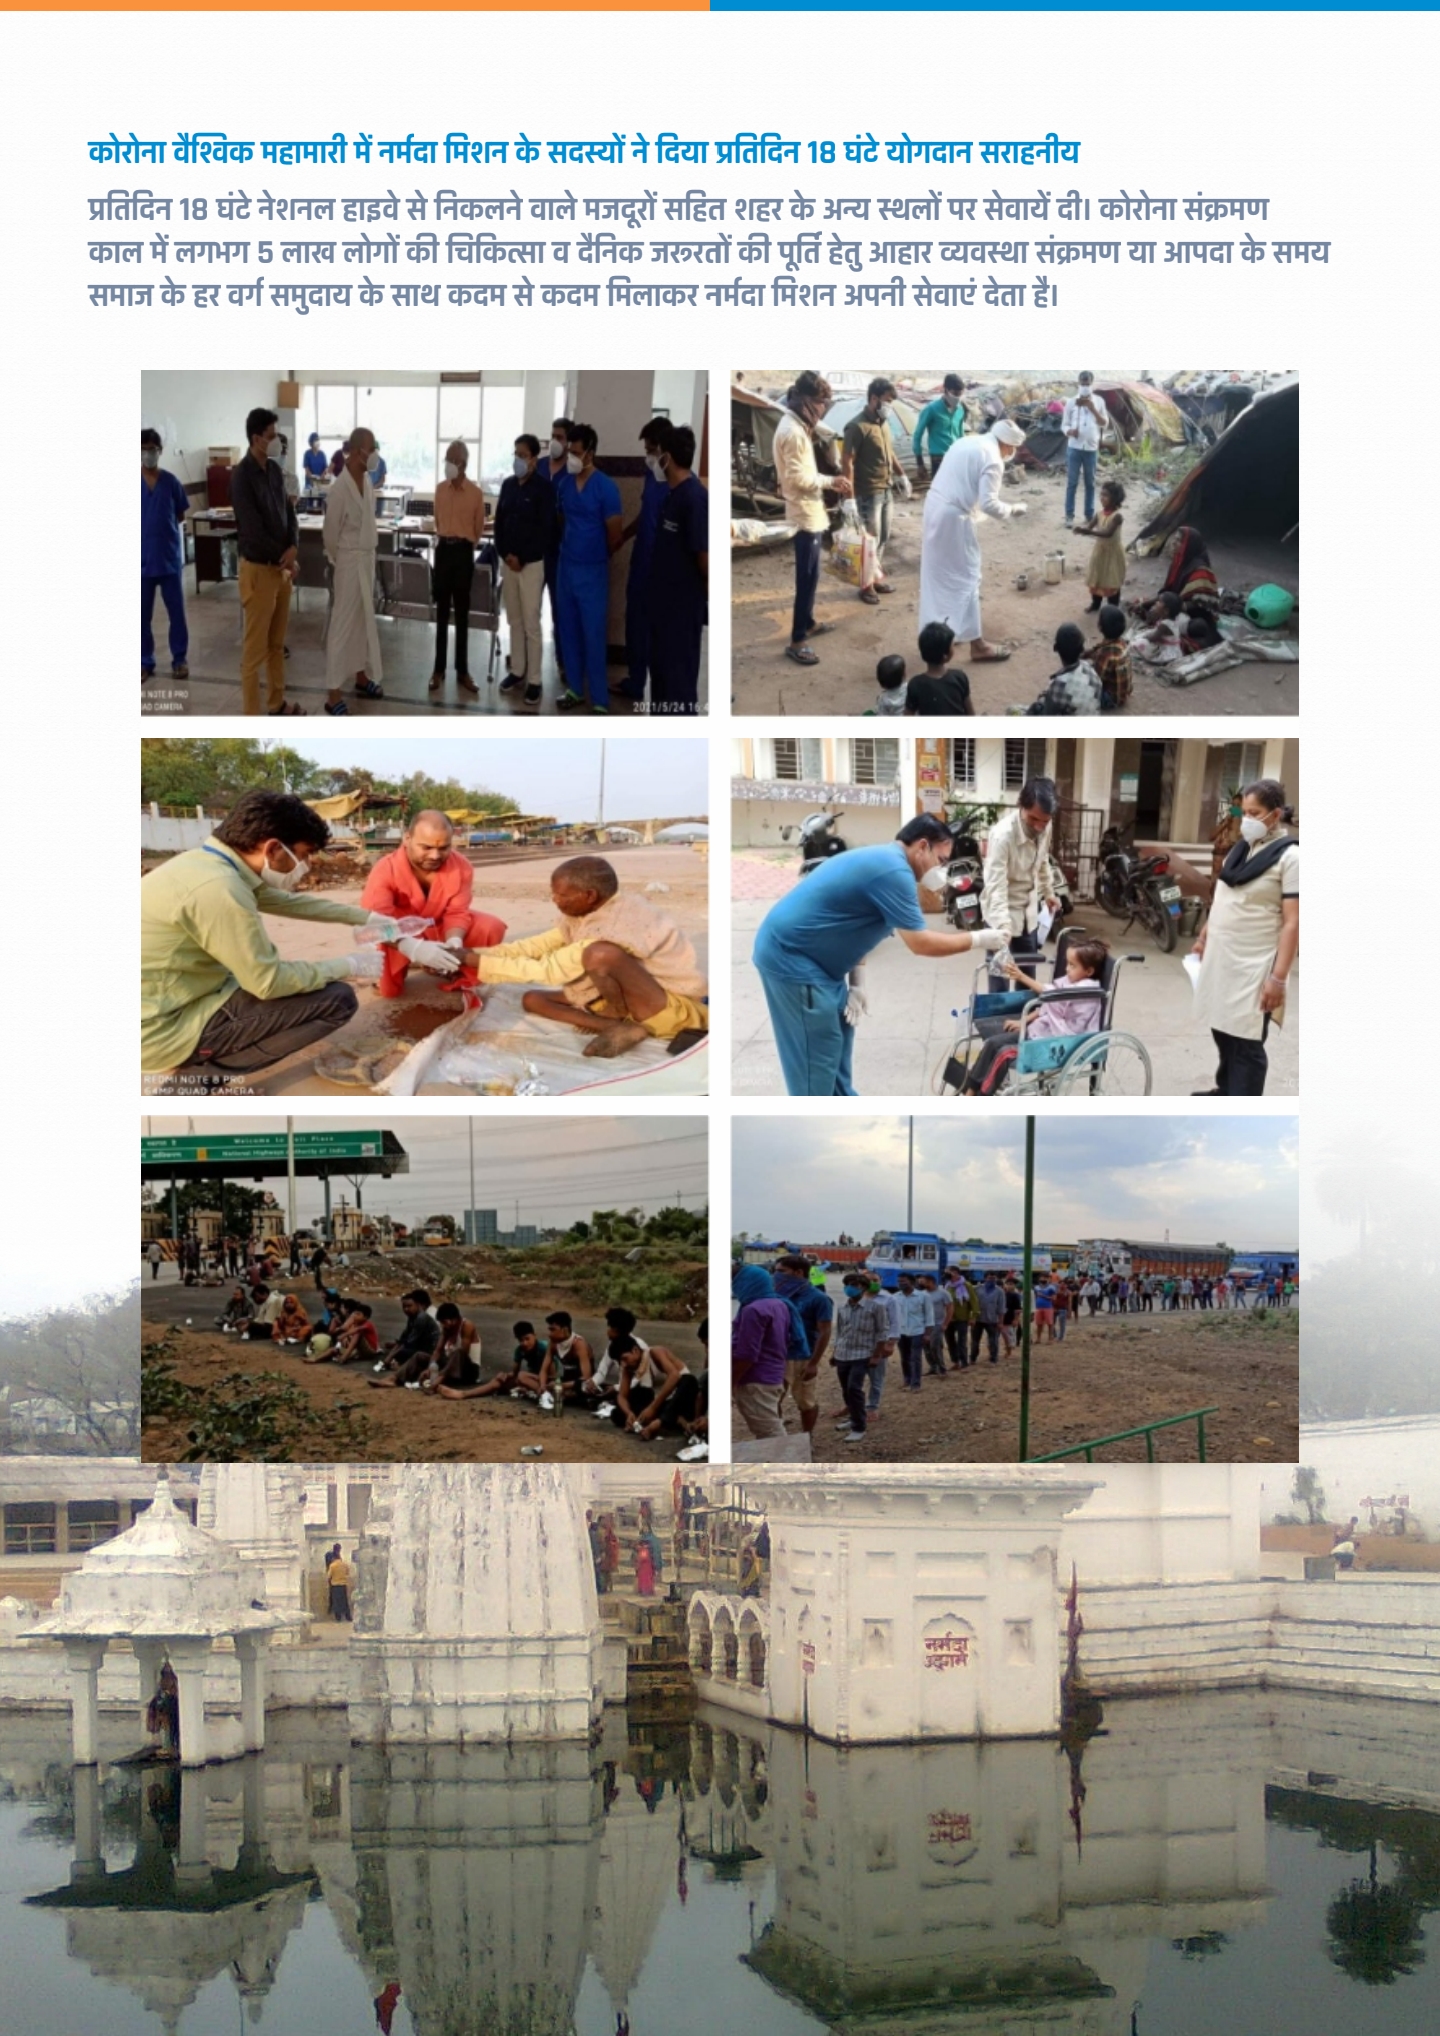 कोरोना वैश्विक महामारी में नर्मदा मिशन के सदस्यों ने दिया प्रतिदिन 18 घंटे योगदान सराहनीय
प्रतिदिन 18 घंटे नेशनल हाइवे से निकलने वाले मजदूरों सहित शहर के अन्य स्थलों पर सेवायें दी। कोरोना संक्रमण
काल में लगभग 5 लाख लोगों की चिकित्सा व दैनिक जरूरतों की पूर्ति हेतु आहार व्यवस्था संक्रमण या आपदा के समय
समाज के हर वर्ग समुदाय के साथ कदम से कदम मिलाकर नर्मदा मिशन अपनी सेवाएं देता है।
NOTE 8 PRO
AD CAMERA
2021/5/24 16:4
REDMI NOTE 8 PRO
64MP QUAD CAMERA
Welcome to Plaza
National Highways Authority of India
नर्मदा
उद्गम